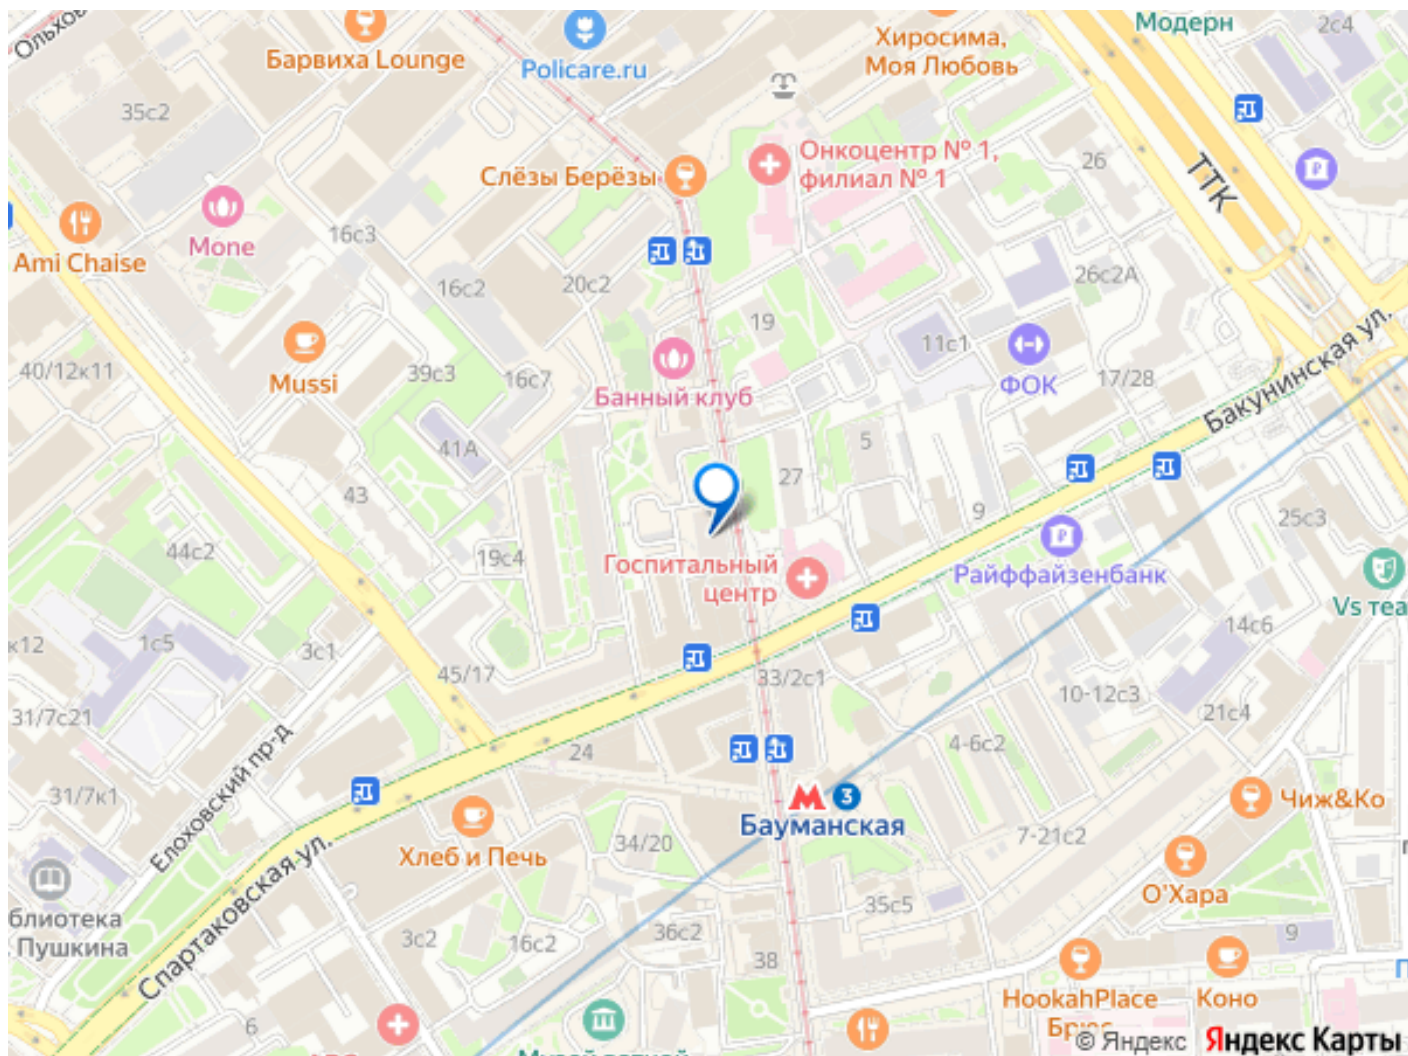 Ольхов
Барвиха Lounge
Policare.ru
Хиросима,
Моя Любовь
Модерн
2с4
35с2
ТТК
Слёзы Берёзы
Онкоцентр № 1,
филиал № 1
26
Mone
16с3
Ami Chaise
16с2
20с2
26с2А
19
11с1
Бакунинская ул.
40/12к11
Mussi
39с3
16с7
Банный клуб
ФОК
17/28
41А
5
27
43
9
25с3
44с2
19с4
Госпитальный
центр
Райффайзенбанк
Vs теа
к12
1с5
3с1
45/17
33/2с1
14с6
10-12с3
31/7с21
21с4
24
4-6с2
Елоховский пр-д
31/7к1
3
Бауманская
Чиж&Ко
Хлеб и Печь
34/20
7-21с2
О'Хара
Спартаковская ул.
блиотека
Пушкина
3с2
16с2
36с2
35с5
38
9
HookahPlace
Брюс
Коно
6
© Яндекс
Яндекс Карты